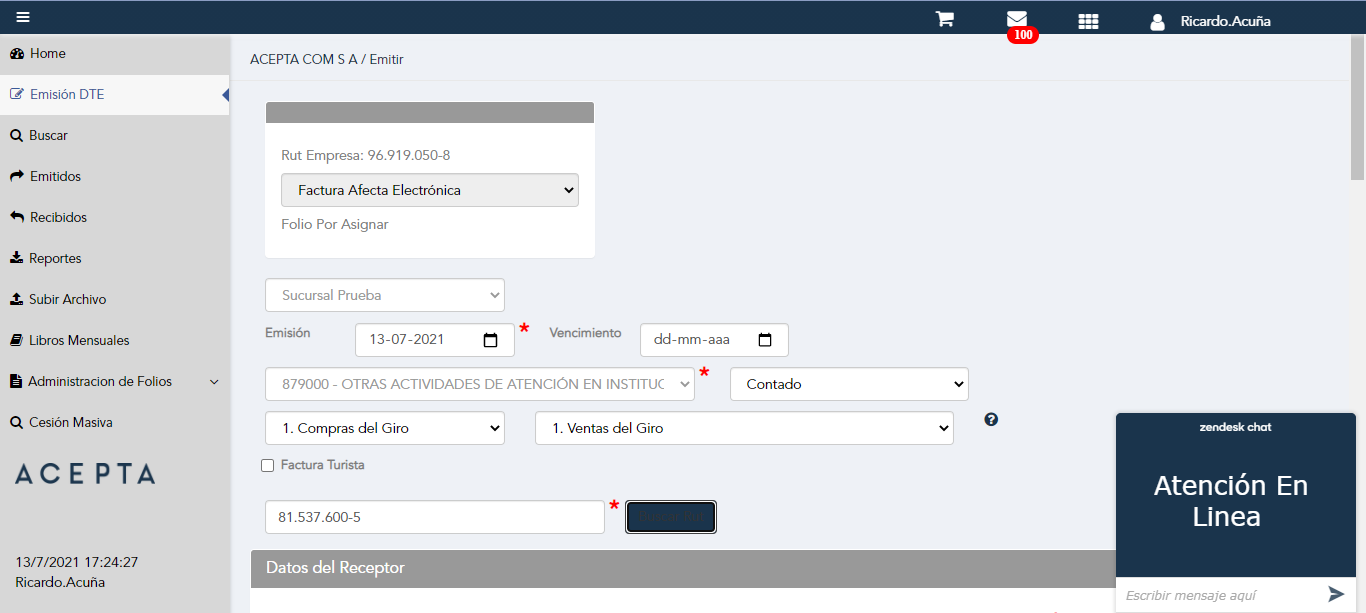 100
Ricardo.Acuña
Home
Emisión DTE
Buscar
Emitidos
Recibidos
Reportes
Subir Archivo
Libros Mensuales
Administracion de Folios
Cesión Masiva
ACEPTA
13/7/2021 17:24:27
Ricardo.Acuña
ACEPTA COM S A / Emitir
Rut Empresa: 96.919.050-8
Factura Afecta Electrónica
Folio Por Asignar
Sucursal Prueba
Emisión 13-07-2021 * Vencimiento dd-mm-aaa
879000 - OTRAS ACTIVIDADES DE ATENCIÓN EN INSTITUC * Contado
1. Compras del Giro 1. Ventas del Giro ?
Factura Turista
81.537.600-5 *
Datos del Receptor
zendesk chat
Atención En
Linea
Escribir mensaje aquí